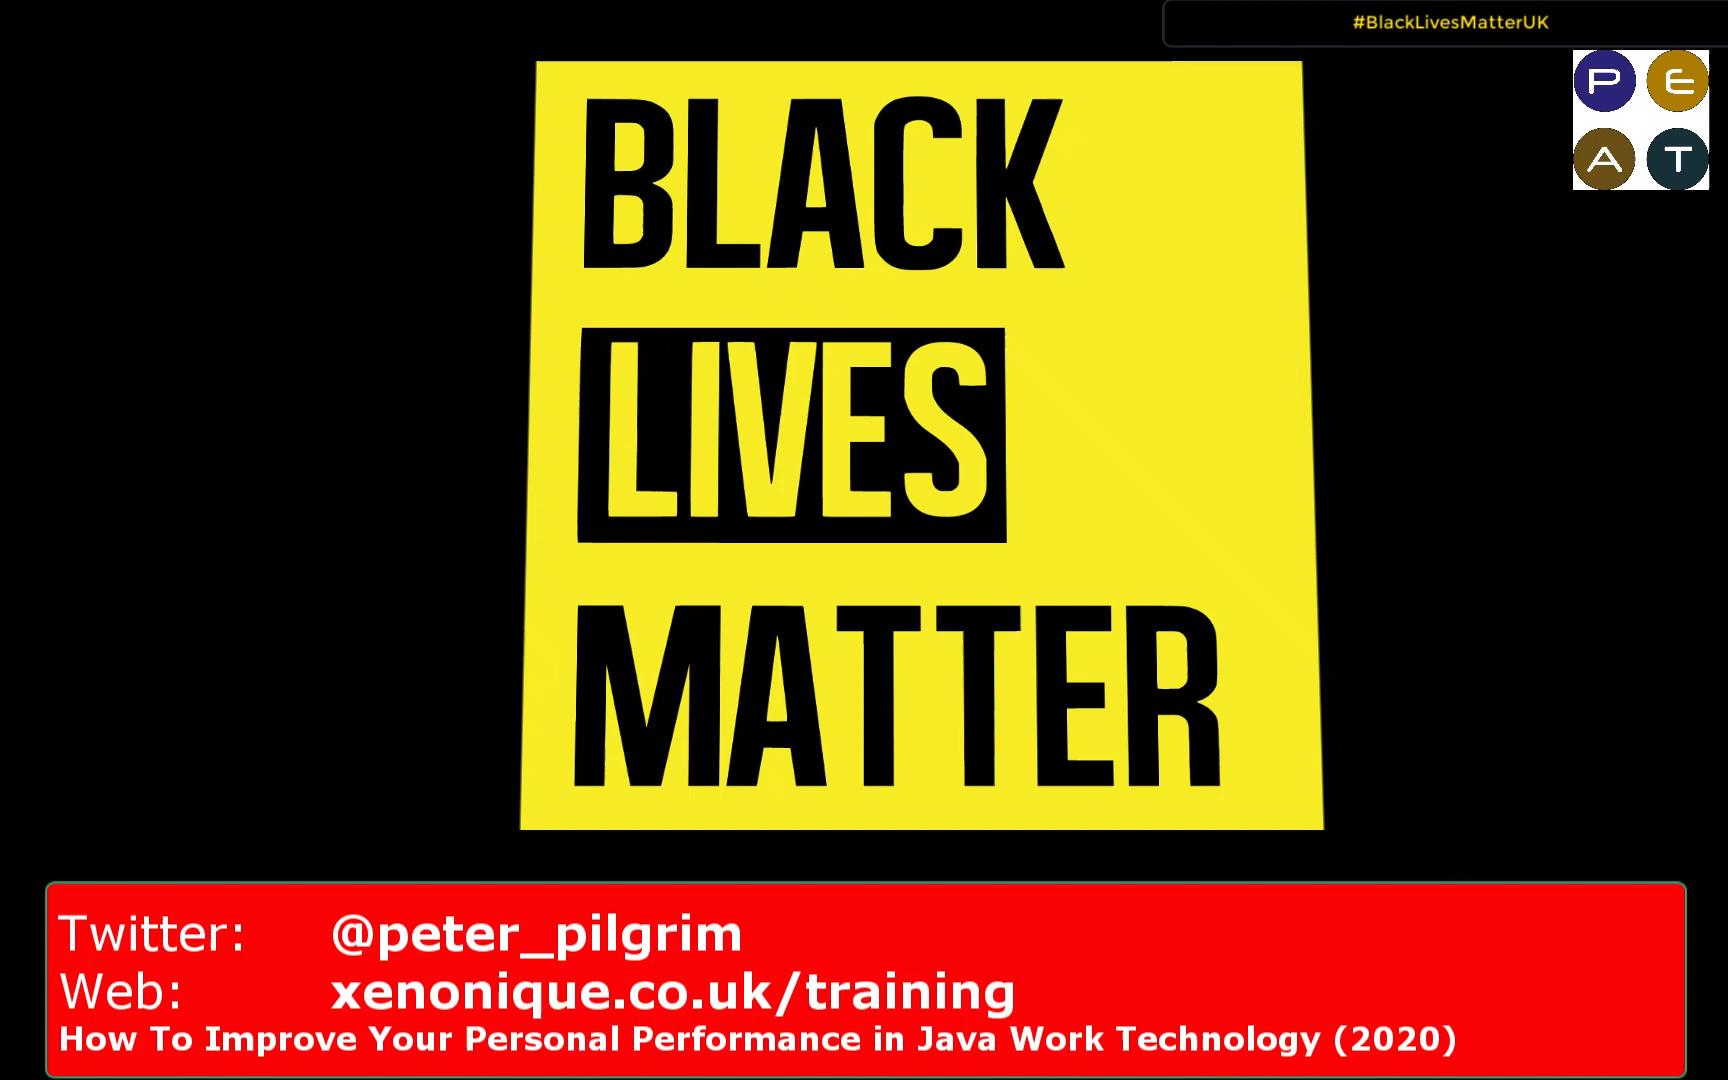 #BlackLivesMatterUK
P E
A T
BLACK
LIVES
MATTER
Twitter: @peter_pilgrim
Web: xenonique.co.uk/training
How To Improve Your Personal Performance in Java Work Technology (2020)